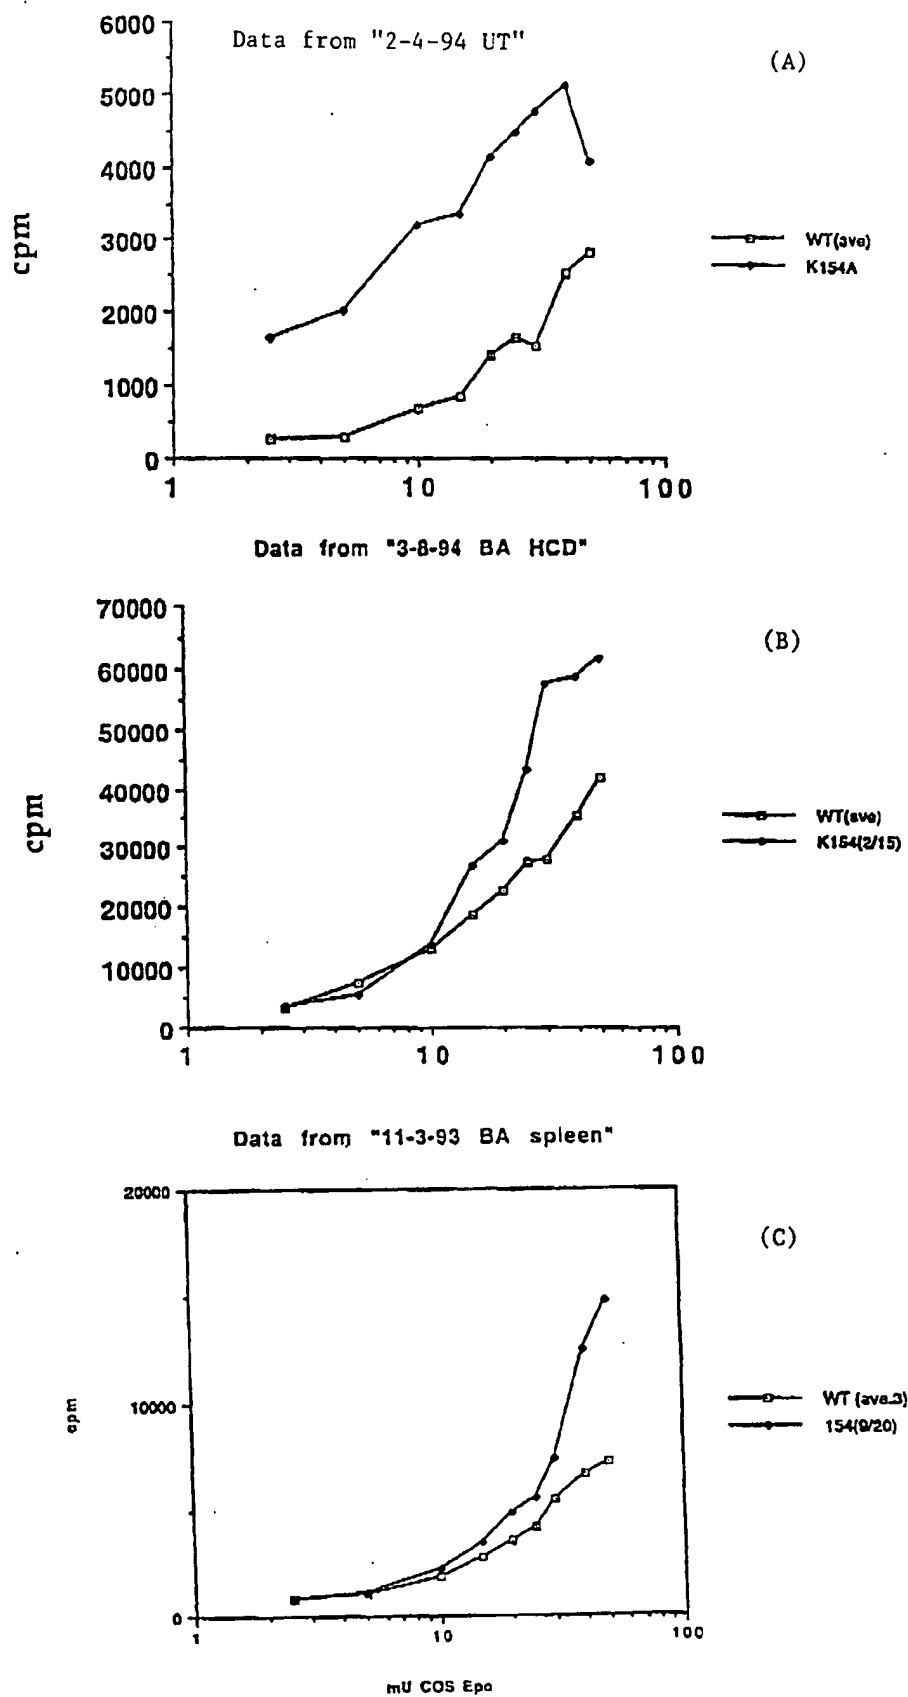 Data from "2-4-94 UT"
(A)
6000
5000
4000
3000
2000
1000
0
cpm
1
10
100
WT(ave)
K154A
Data from "3-8-94 BA HCD"
(B)
70000
60000
50000
40000
30000
20000
10000
0
cpm
1
10
100
WT(ave)
K154(2/15)
Data from "11-3-93 BA spleen"
(C)
20000
10000
0
cpm
1
10
100
WT (ave.3)
154(9/20)
mU COS Epo